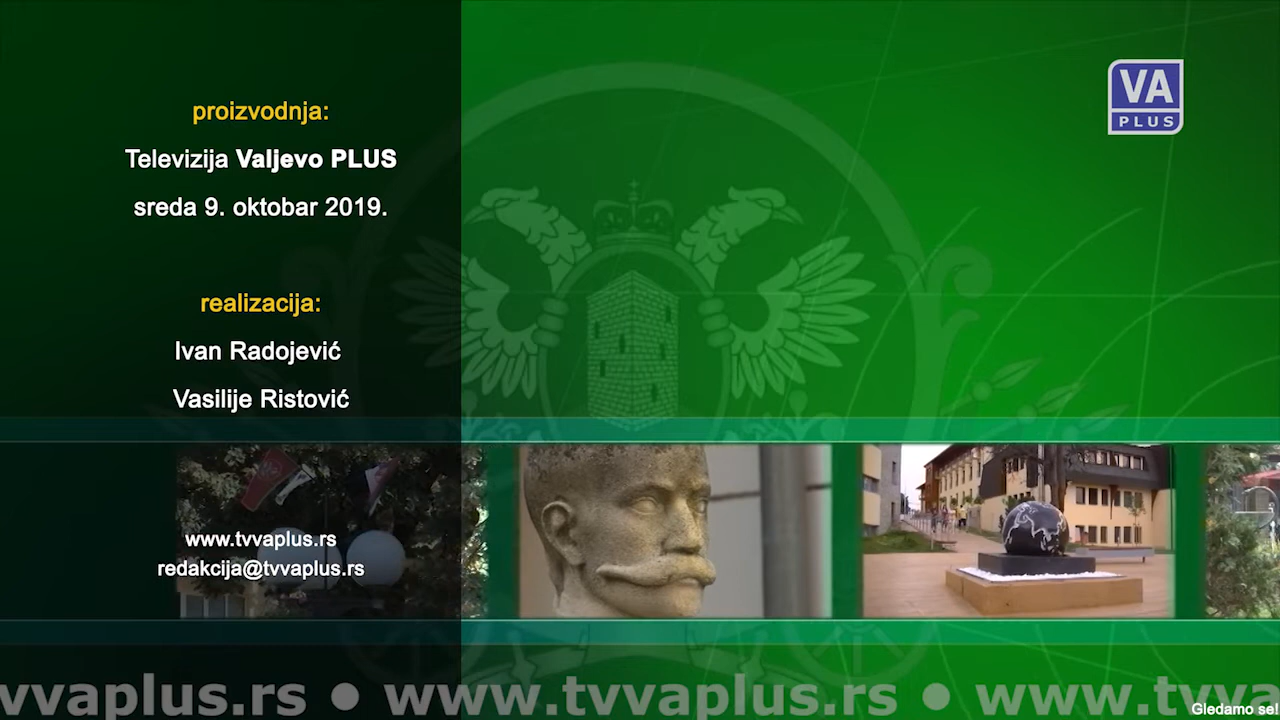 proizvodnja:
Televizija Valjevo PLUS
sreda 9. oktobar 2019.
realizacija:
Ivan Radojević
Vasilije Ristović
www.tvvaplus.rs
redakcija@tvvaplus.rs
VA
PLUS
vvaplus.rs ● www.tvvaplus.rs ● www.tvva
Gledamo se!